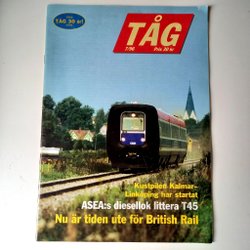 TÅG 30 år!
TÅG
7/96 Pris 30 kr
Kustpilen Kalmar–
Linköping har startat
ASEA:s diesellok littera T45
Nu är tiden ute för British Rail